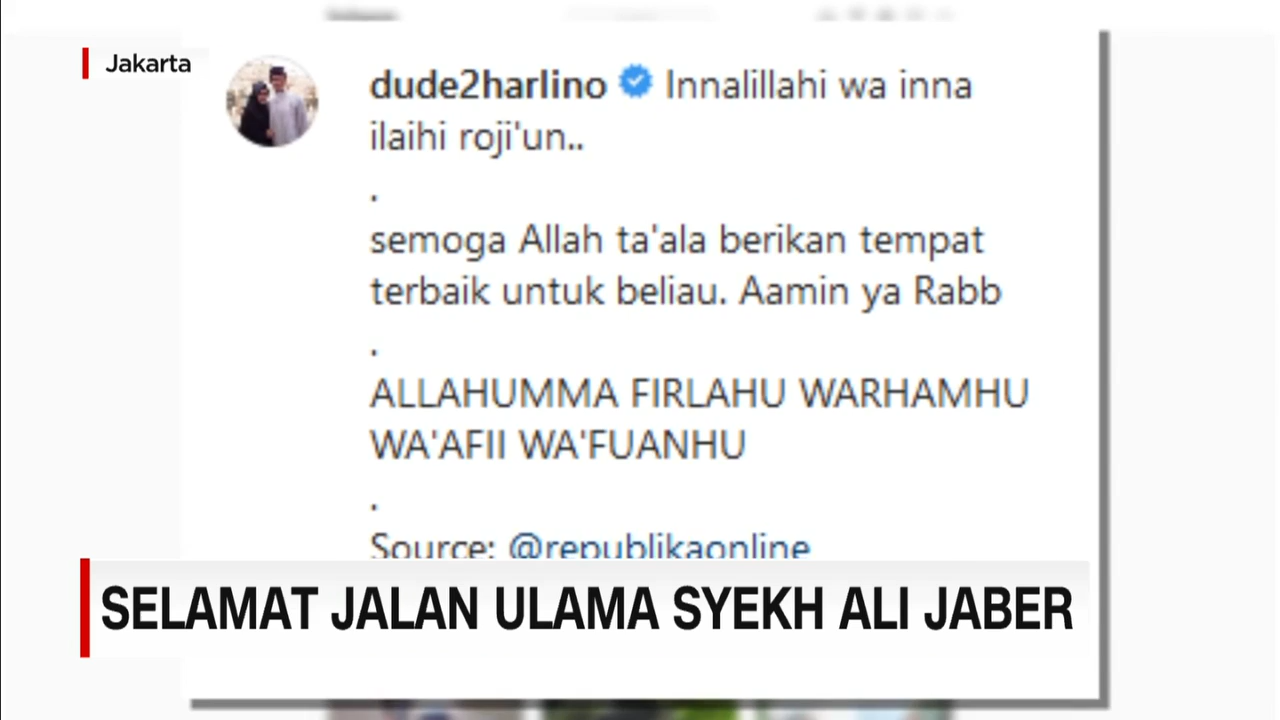 Jakarta
dude2harlino Innalillahi wa inna
ilaihi roji'un..
.
semoga Allah ta'ala berikan tempat
terbaik untuk beliau. Aamin ya Rabb
.
ALLAHUMMA FIRLAHU WARHAMHU
WA'AFII WA'FUANHU
.
Source: @republikaonline
SELAMAT JALAN ULAMA SYEKH ALI JABER